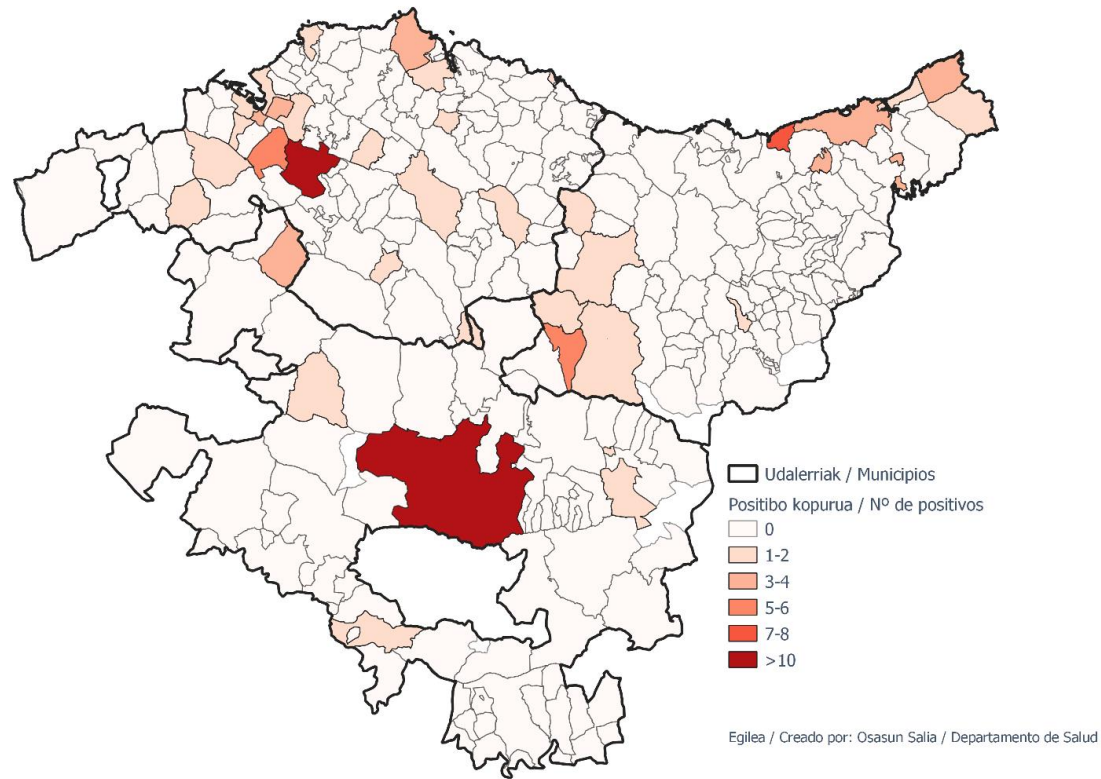 Udalerriak / Municipios
Positibo kopurua / Nº de positivos
0
1-2
3-4
5-6
7-8
>10
Egilea / Creado por: Osasun Salia / Departamento de Salud